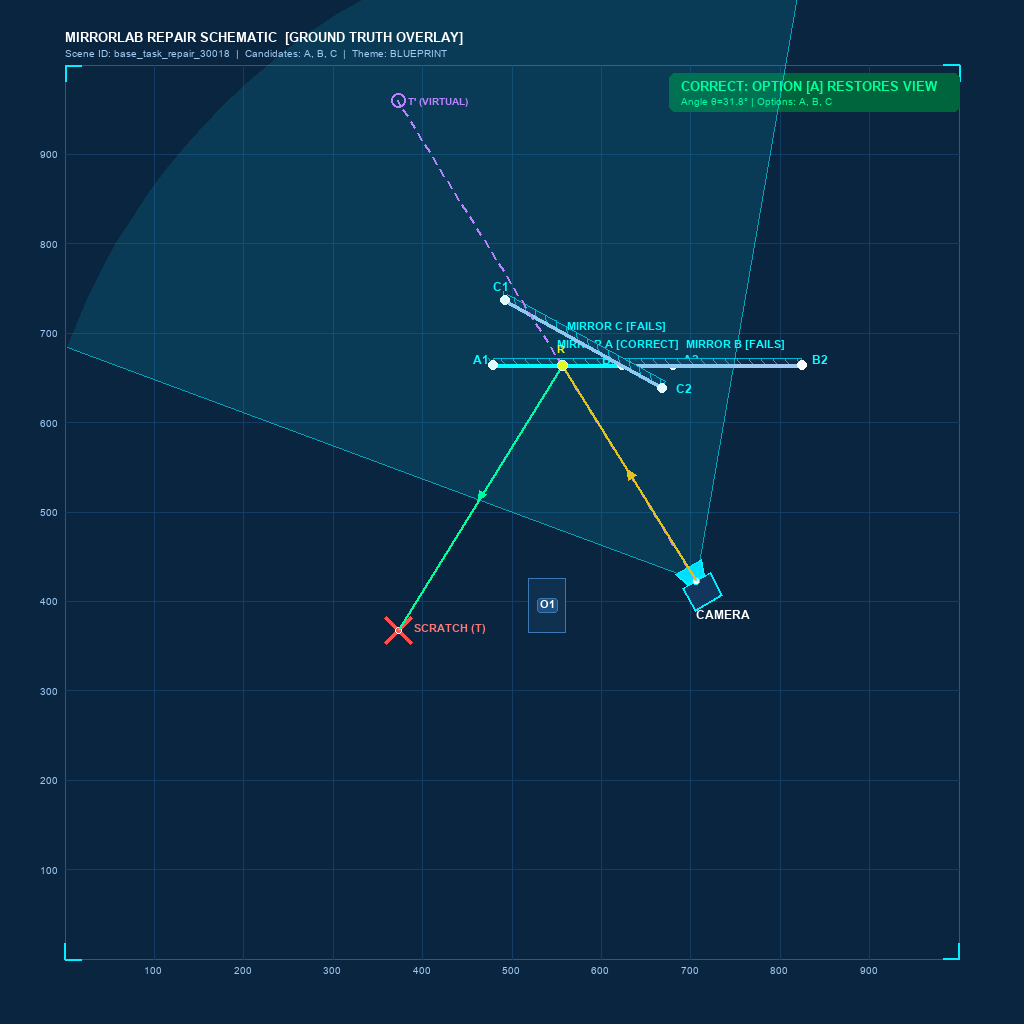 MIRRORLAB REPAIR SCHEMATIC [GROUND TRUTH OVERLAY]
Scene ID: base_task_repair_30018 | Candidates: A, B, C | Theme: BLUEPRINT
CORRECT: OPTION [A] RESTORES VIEW
Angle θ=31.8° | Options: A, B, C
T' (VIRTUAL)
900
800
C1
MIRROR C [FAILS]
700
MIRROR A [CORRECT] MIRROR B [FAILS]
R
A1
B2
C2
600
500
400
O1
CAMERA
SCRATCH (T)
300
200
100
100 200 300 400 500 600 700 800 900